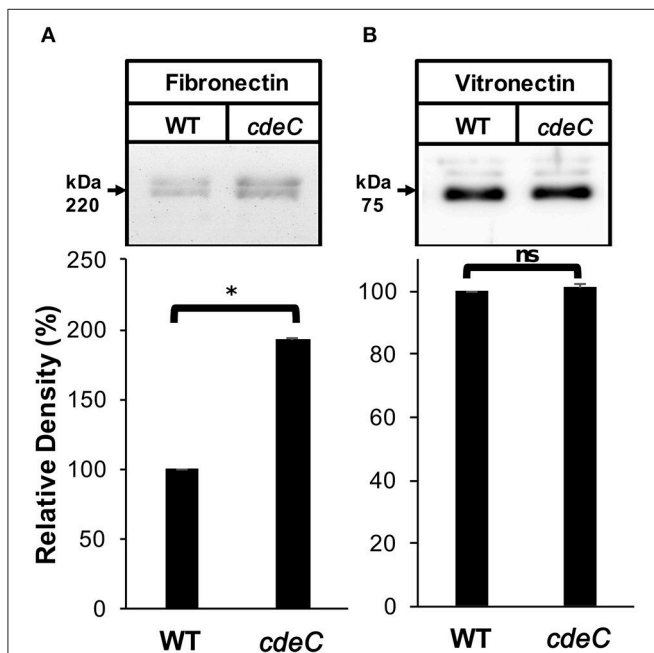 A
Fibronectin
WT cdeC
kDa
220
250
200
150
100
50
0
Relative Density (%)
*
WT cdeC
B
Vitronectin
WT cdeC
kDa
75
ns
100
80
60
40
20
0
WT cdeC